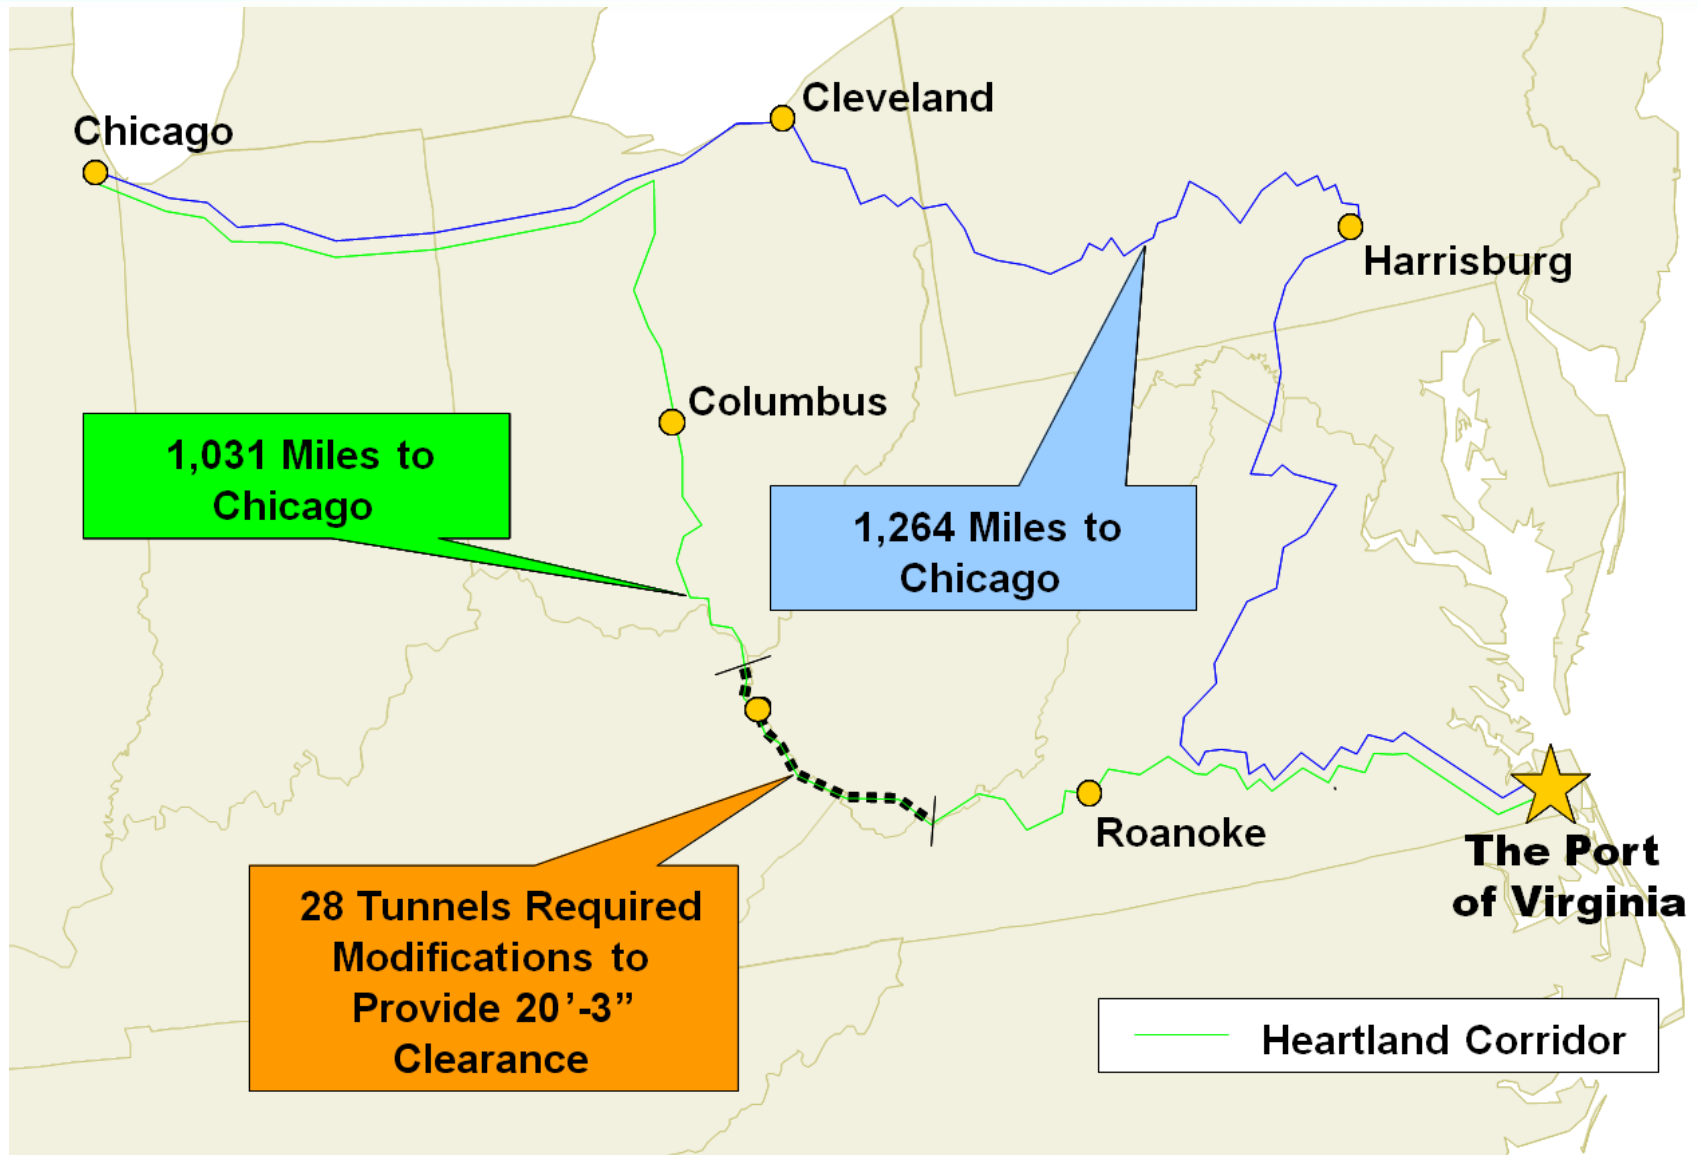 Cleveland
Chicago
Harrisburg
Columbus
1,031 Miles to
Chicago
1,264 Miles to
Chicago
Roanoke
The Port
of Virginia
28 Tunnels Required
Modifications to
Provide 20’-3”
Clearance
Heartland Corridor